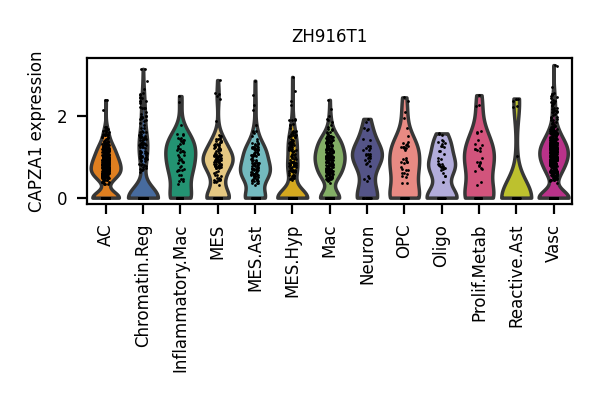 ZH916T1
CAPZA1 expression
2
0
AC
Chromatin.Reg
Inflammatory.Mac
MES
MES.Ast
MES.Hyp
Mac
Neuron
OPC
Oligo
Prolif.Metab
Reactive.Ast
Vasc